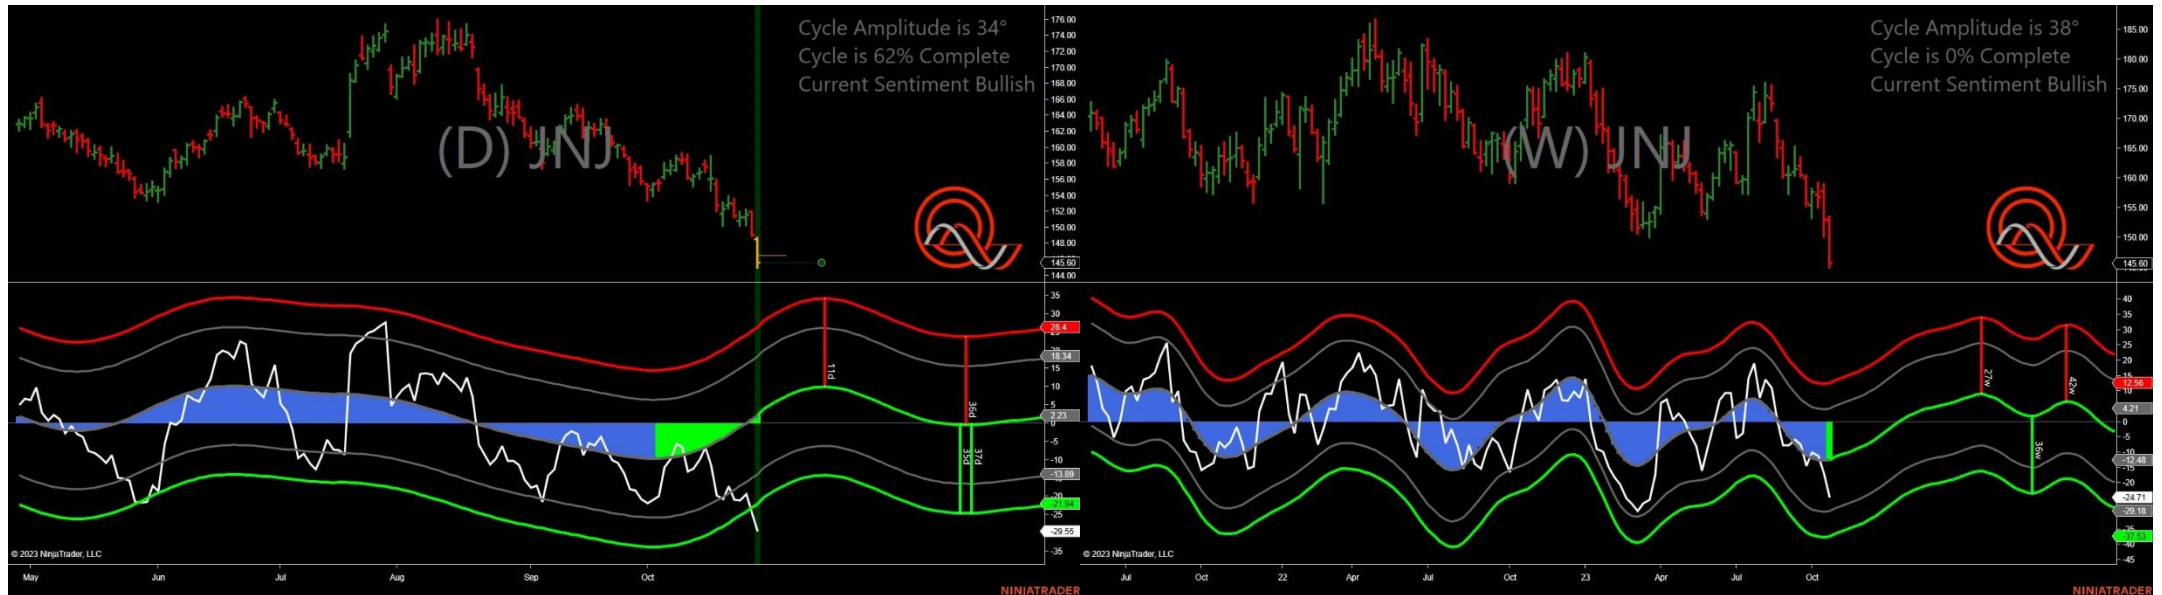 Cycle Amplitude is 34°
Cycle is 62% Complete
Current Sentiment Bullish
(D) JNJ
176.00
174.00
172.00
170.00
168.00
166.00
164.00
162.00
160.00
158.00
156.00
154.00
152.00
150.00
148.00
145.60
144.00
35
30
26.4
18.34
15
10
5
2.23
0
-5
-10
-13.89
-20
-21.94
-25
-29.55
-35
11d
36d
35d
37d
© 2023 NinjaTrader, LLC
May
Jun
Jul
Aug
Sep
Oct
NINJATRADER
Cycle Amplitude is 38°
Cycle is 0% Complete
Current Sentiment Bullish
(W) JNJ
185.00
180.00
175.00
170.00
165.00
160.00
155.00
150.00
145.60
40
35
30
25
20
15
12.56
4.21
0
-5
-12.48
-15
-20
-24.71
-29.18
-37.53
-40
-45
27w
42w
36w
© 2023 NinjaTrader, LLC
Jul
Oct
22
Apr
Jul
Oct
23
Apr
Jul
Oct
NINJATRADER